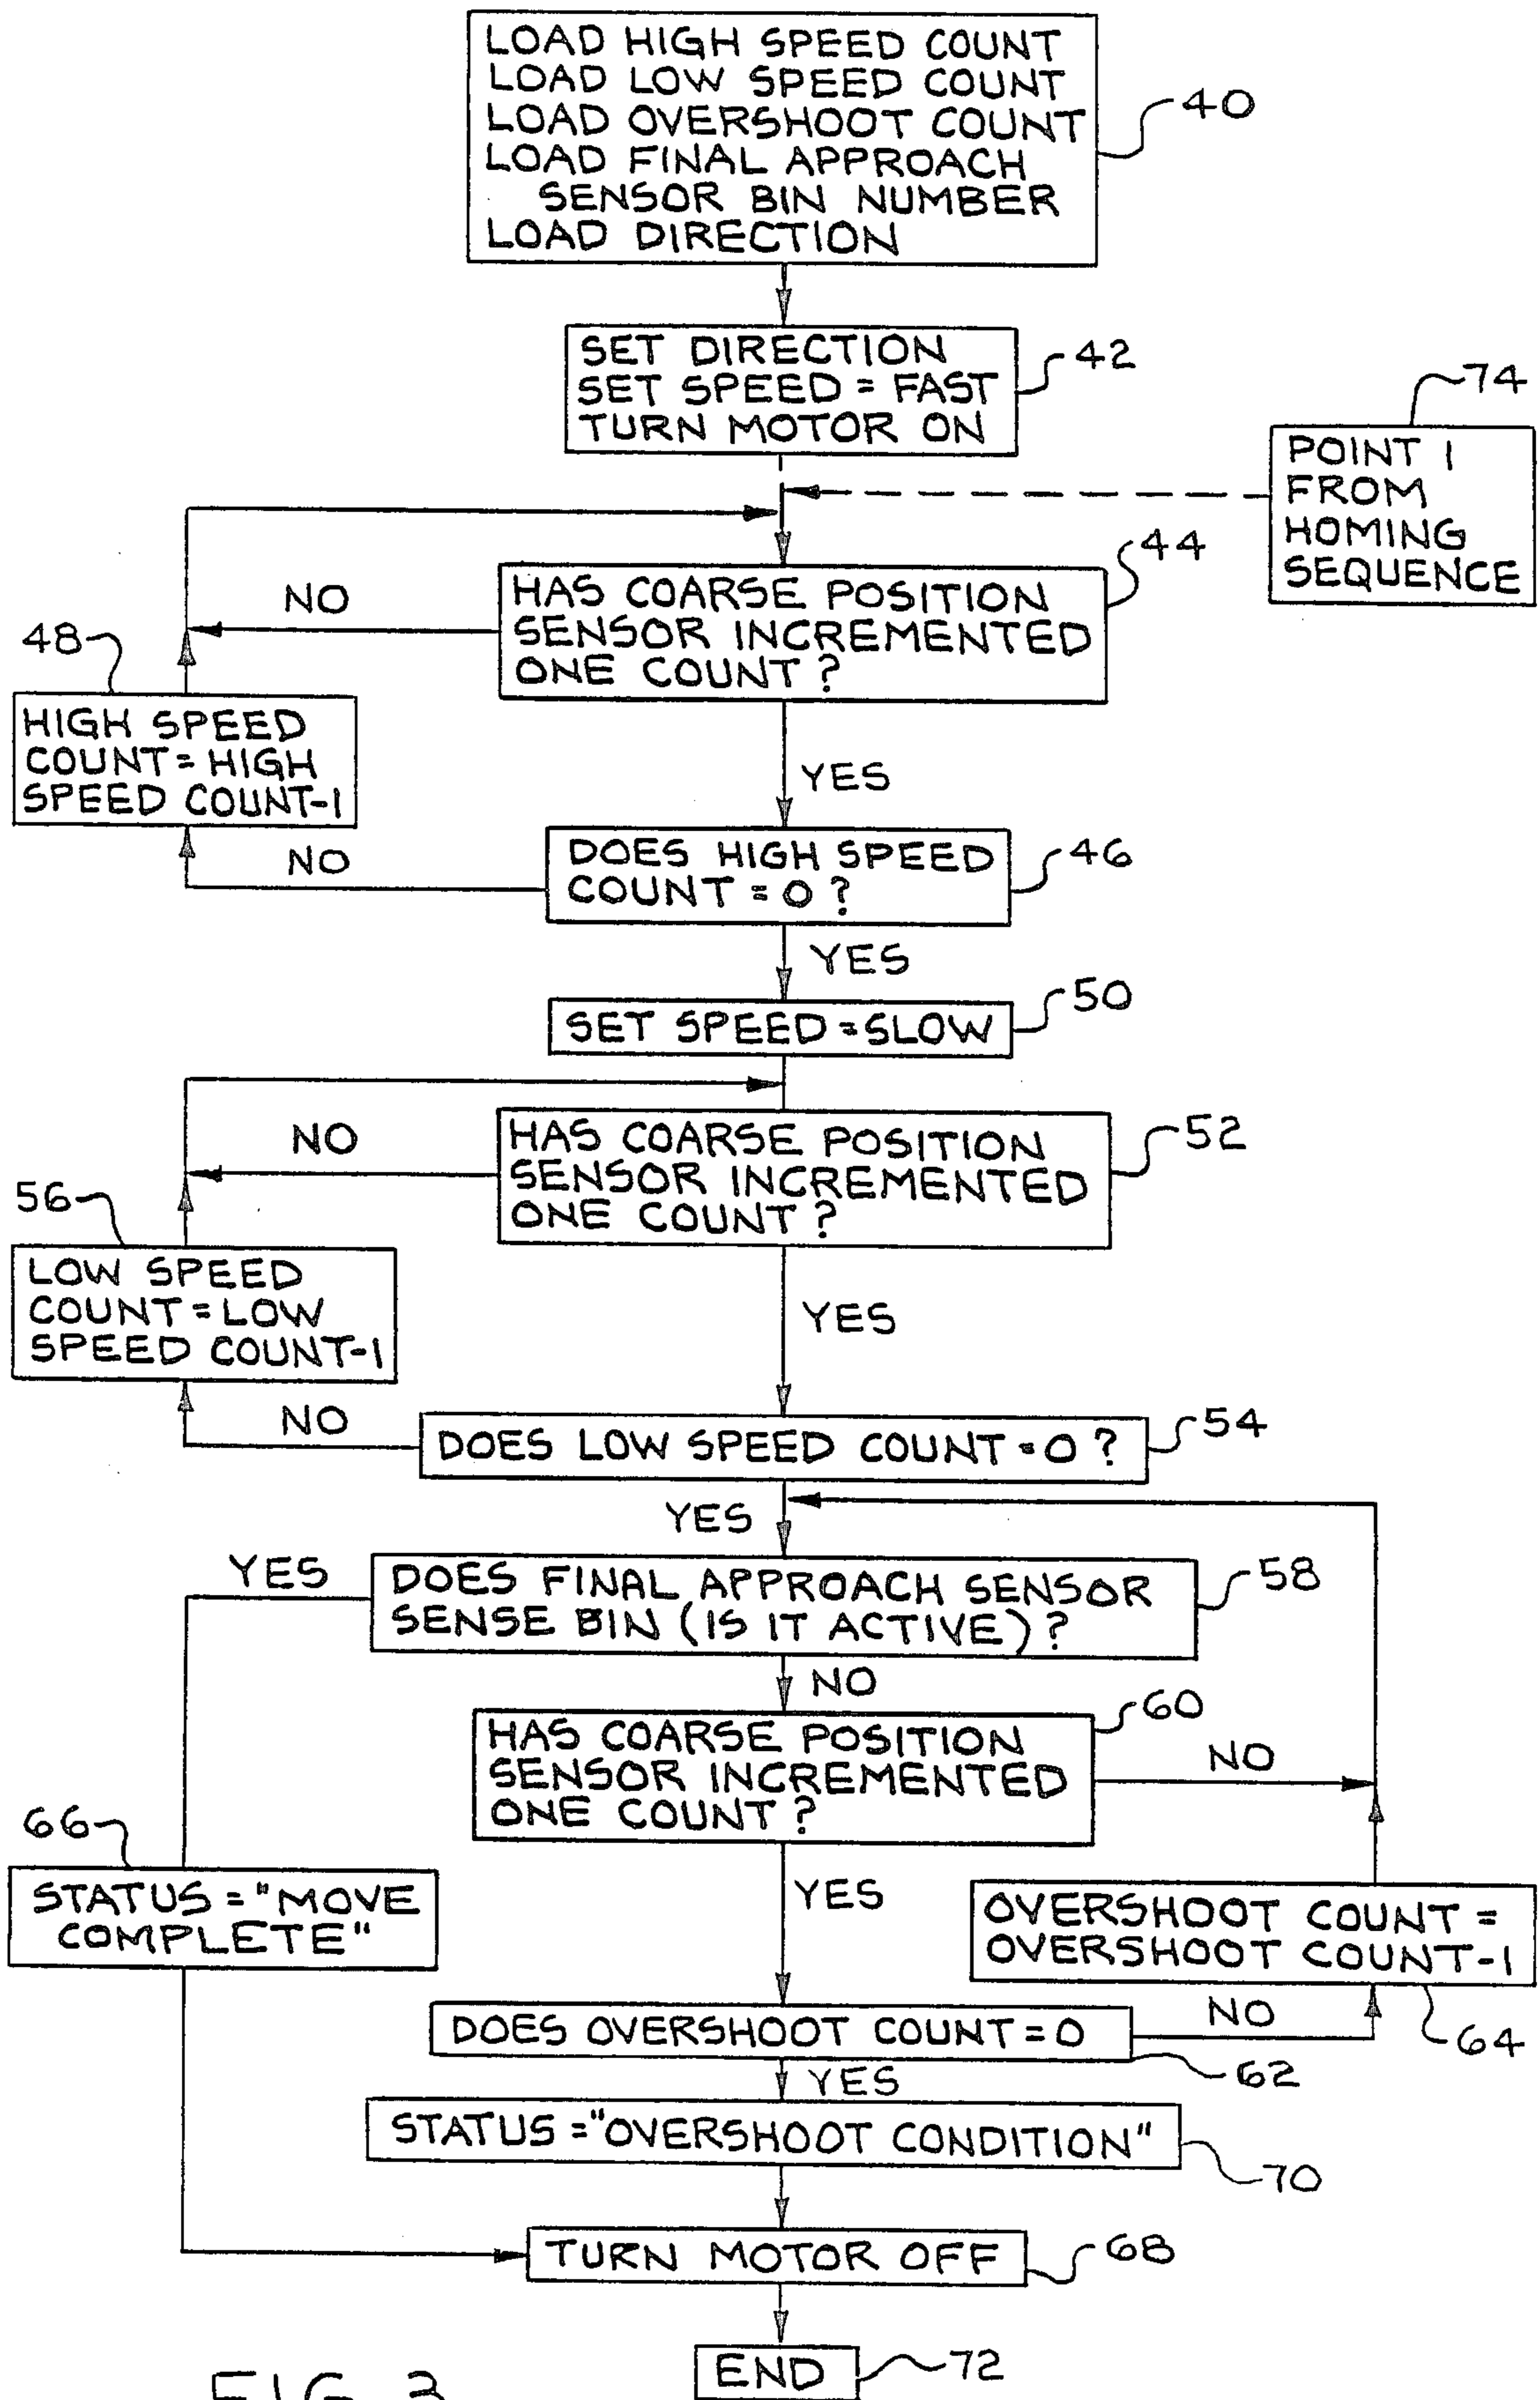 LOAD HIGH SPEED COUNT
LOAD LOW SPEED COUNT
LOAD OVERSHOOT COUNT
LOAD FINAL APPROACH
SENSOR BIN NUMBER
LOAD DIRECTION
40
SET DIRECTION
SET SPEED = FAST
TURN MOTOR ON
42
74
POINT 1
FROM
HOMING
SEQUENCE
44
HAS COARSE POSITION
SENSOR INCREMENTED
ONE COUNT ?
NO
48
HIGH SPEED
COUNT = HIGH
SPEED COUNT-1
YES
NO
DOES HIGH SPEED
COUNT = 0 ?
46
YES
SET SPEED = SLOW
50
NO
HAS COARSE POSITION
SENSOR INCREMENTED
ONE COUNT ?
52
56
LOW SPEED
COUNT = LOW
SPEED COUNT-1
YES
NO
DOES LOW SPEED COUNT = 0 ?
54
YES
YES
DOES FINAL APPROACH SENSOR
SENSE BIN (IS IT ACTIVE) ?
58
NO
60
HAS COARSE POSITION
SENSOR INCREMENTED
ONE COUNT ?
NO
66
STATUS = "MOVE
COMPLETE"
YES
OVERSHOOT COUNT =
OVERSHOOT COUNT-1
64
DOES OVERSHOOT COUNT = 0
NO
62
YES
STATUS = "OVERSHOOT CONDITION"
70
TURN MOTOR OFF
68
END
72
FIG. 3